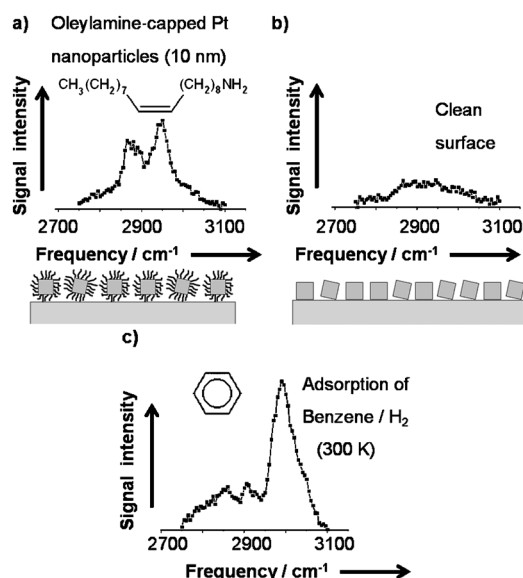 a)
Oleylamine-capped Pt
nanoparticles (10 nm)
CH3(CH2)7
(CH2)8NH2
Signal intensity
2700
2900
3100
Frequency / cm-1
b)
Clean
surface
Signal intensity
2700
2900
3100
Frequency / cm-1
c)
Adsorption of
Benzene / H2
(300 K)
Signal intensity
2700
2900
3100
Frequency / cm-1